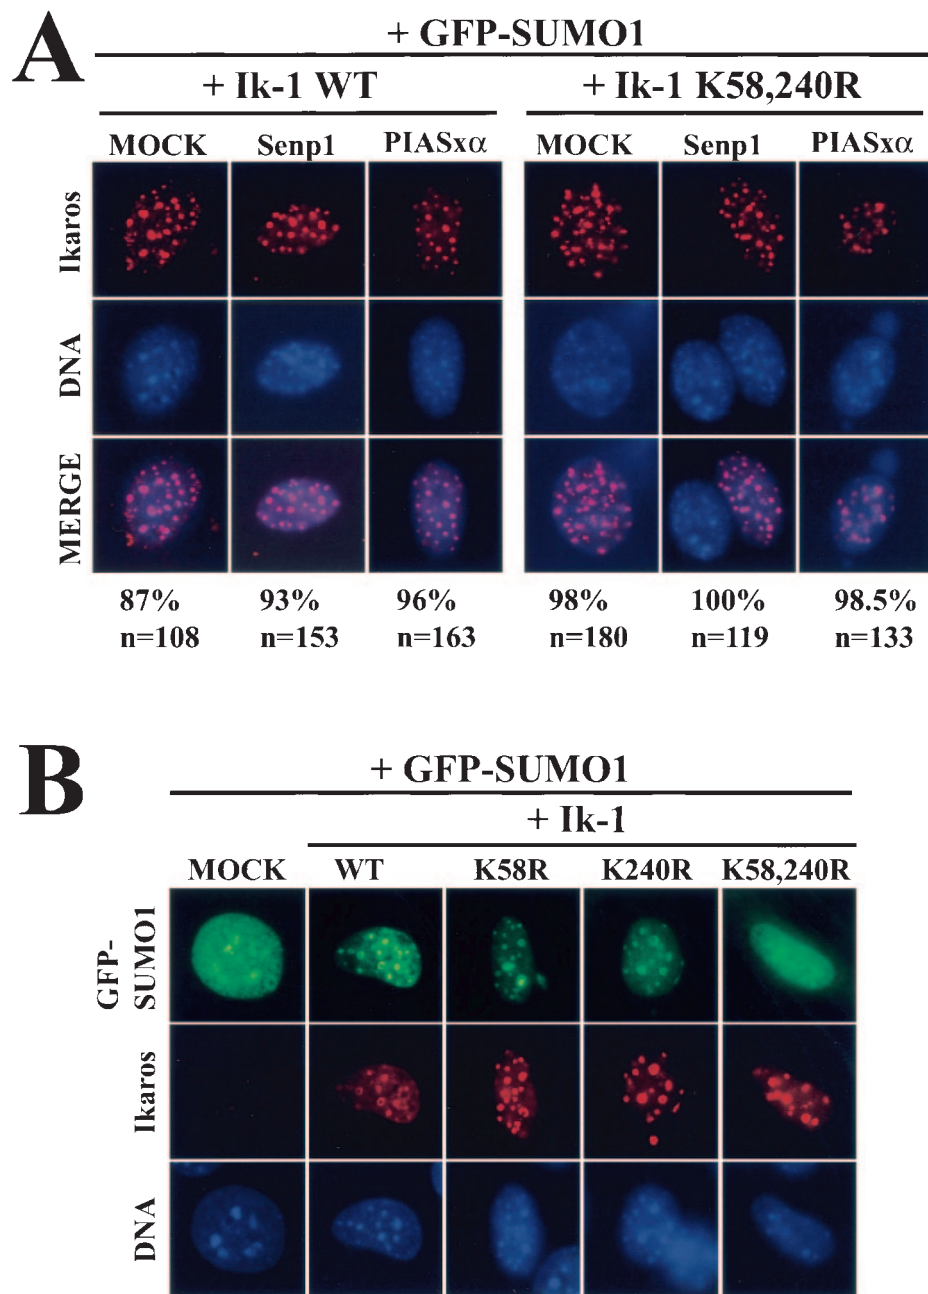 A
+ GFP-SUMO1
+ Ik-1 WT + Ik-1 K58,240R
MOCK Senp1 PIASxα MOCK Senp1 PIASxα
Ikaros
DNA
MERGE
87% 93% 96% 98% 100% 98.5%
n=108 n=153 n=163 n=180 n=119 n=133
B
+ GFP-SUMO1
+ Ik-1
MOCK WT K58R K240R K58,240R
GFP-
SUMO1
Ikaros
DNA